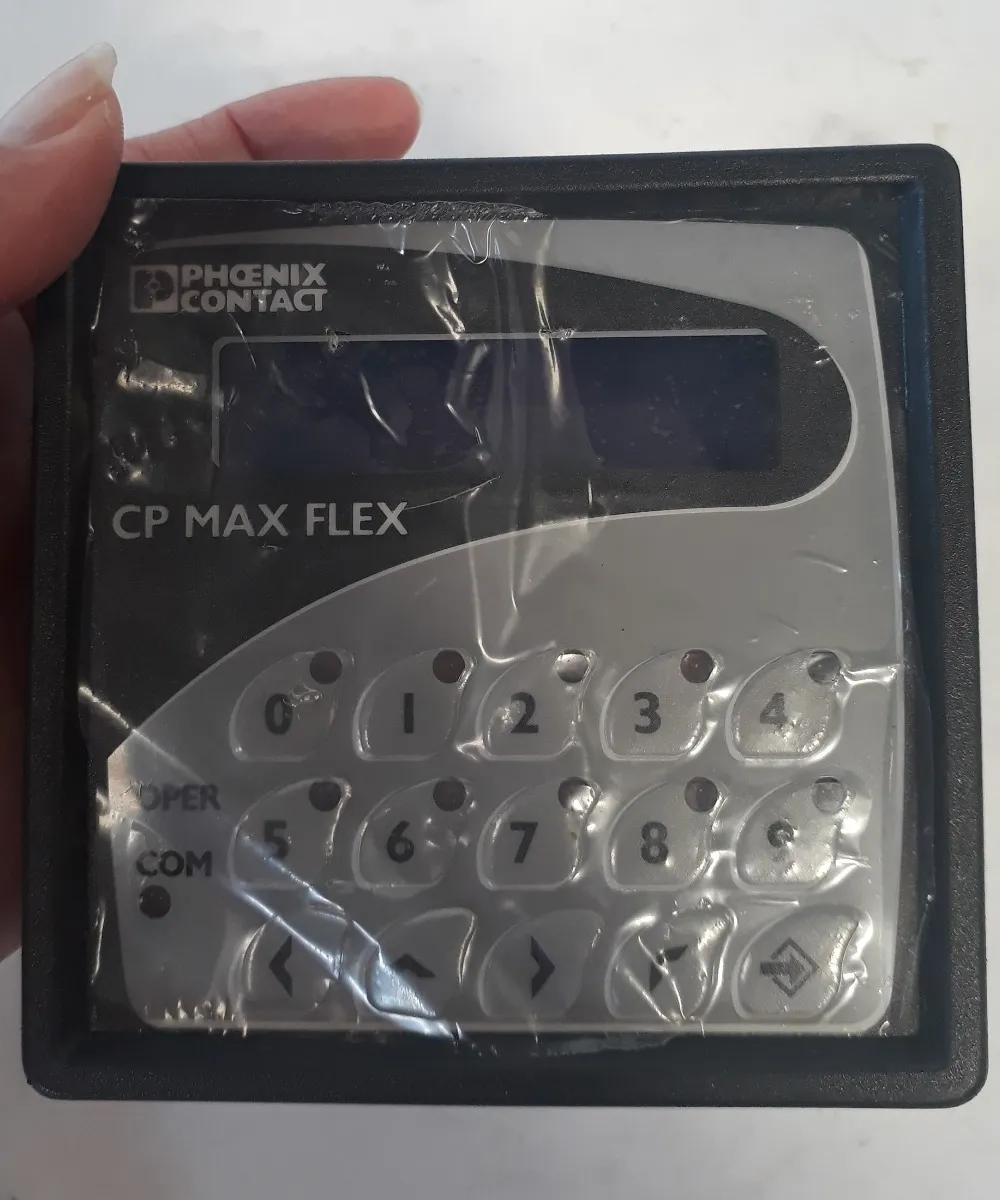 PHŒNIX
CONTACT
CP MAX FLEX
0 1 2 3 4
OPER
5 6 7 8 9
COM